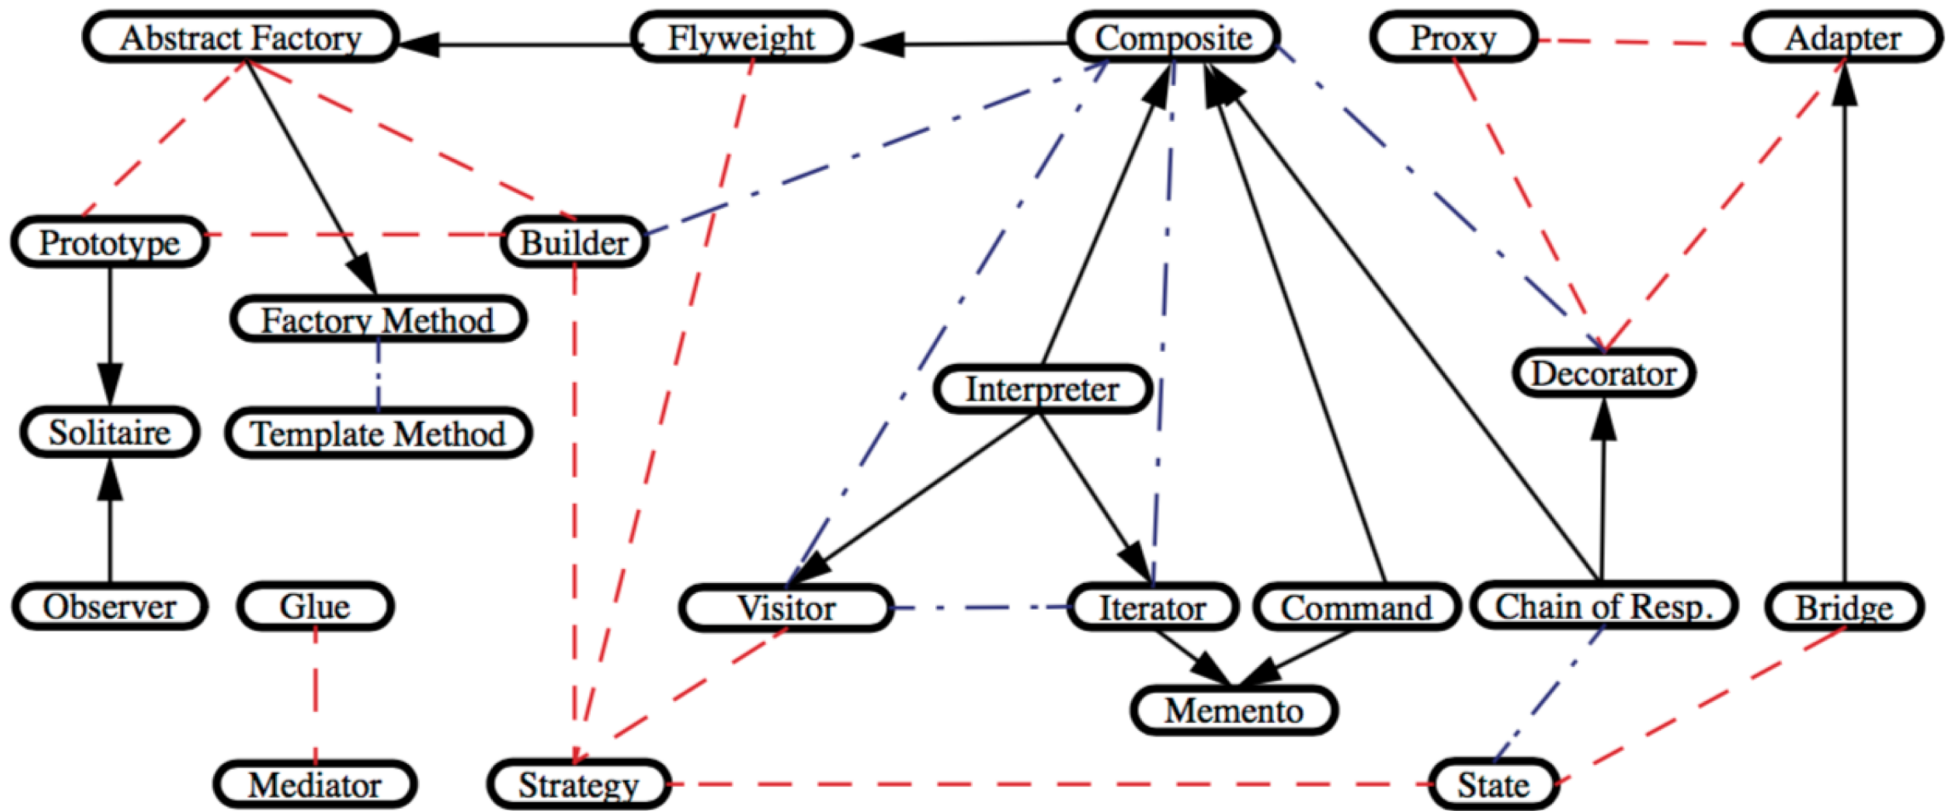 Abstract Factory
Flyweight
Composite
Proxy
Adapter
Prototype
Builder
Factory Method
Interpreter
Decorator
Solitaire
Template Method
Observer
Glue
Visitor
Iterator
Command
Chain of Resp.
Bridge
Memento
Mediator
Strategy
State